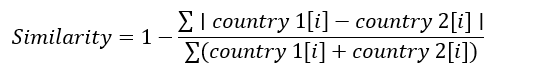 Similarity = 1 − ∑ | country 1[i] − country 2[i] | / ∑(country 1[i] + country 2[i])